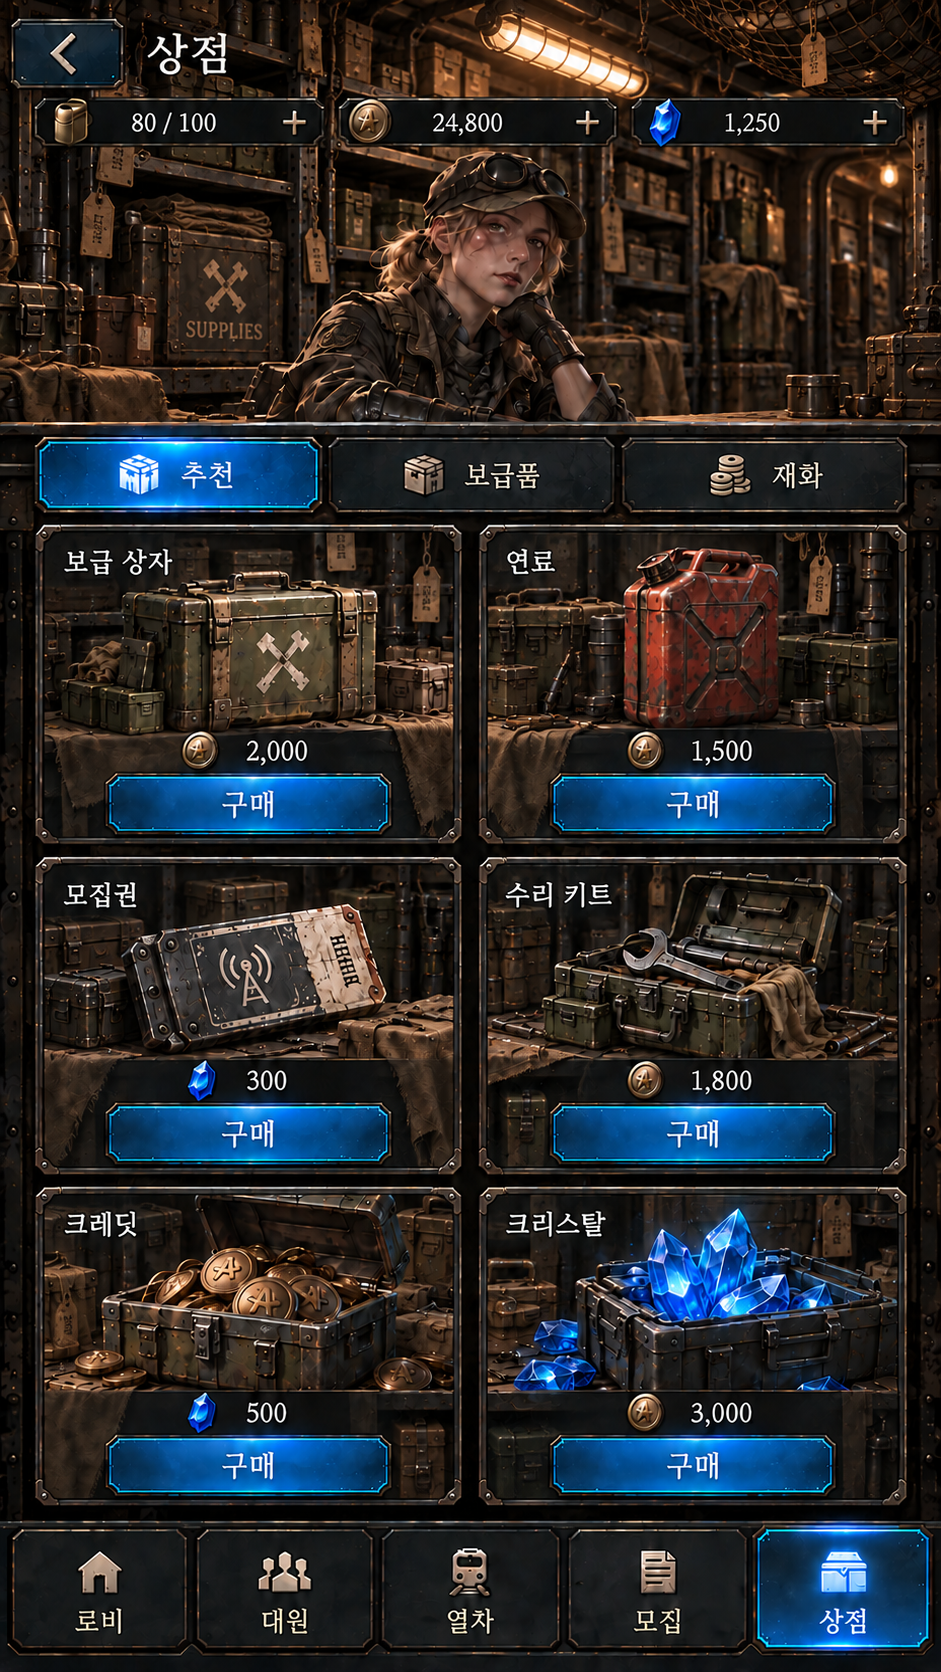 상점
80 / 100
24,800
1,250
SUPPLIES
추천
보급품
재화
보급 상자
연료
2,000
1,500
구매
구매
모집권
수리 키트
300
1,800
구매
구매
크레딧
크리스탈
500
3,000
구매
구매
로비
대원
열차
모집
상점